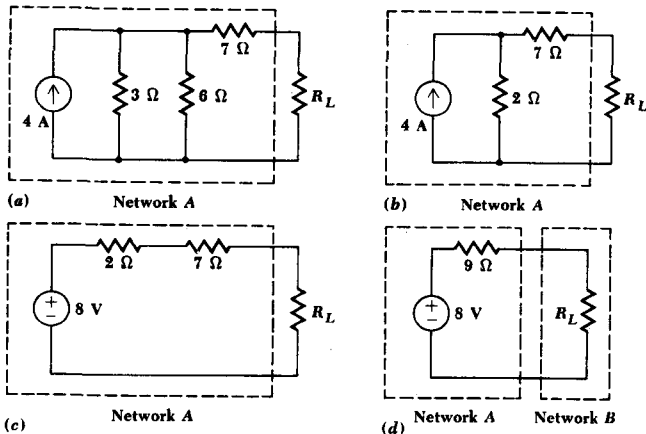 7 Ω
3 Ω
6 Ω
R_L
4 A
(a)
Network A
7 Ω
2 Ω
R_L
4 A
(b)
Network A
2 Ω
7 Ω
+
−
8 V
R_L
(c)
Network A
9 Ω
+
−
8 V
R_L
(d)
Network A
Network B